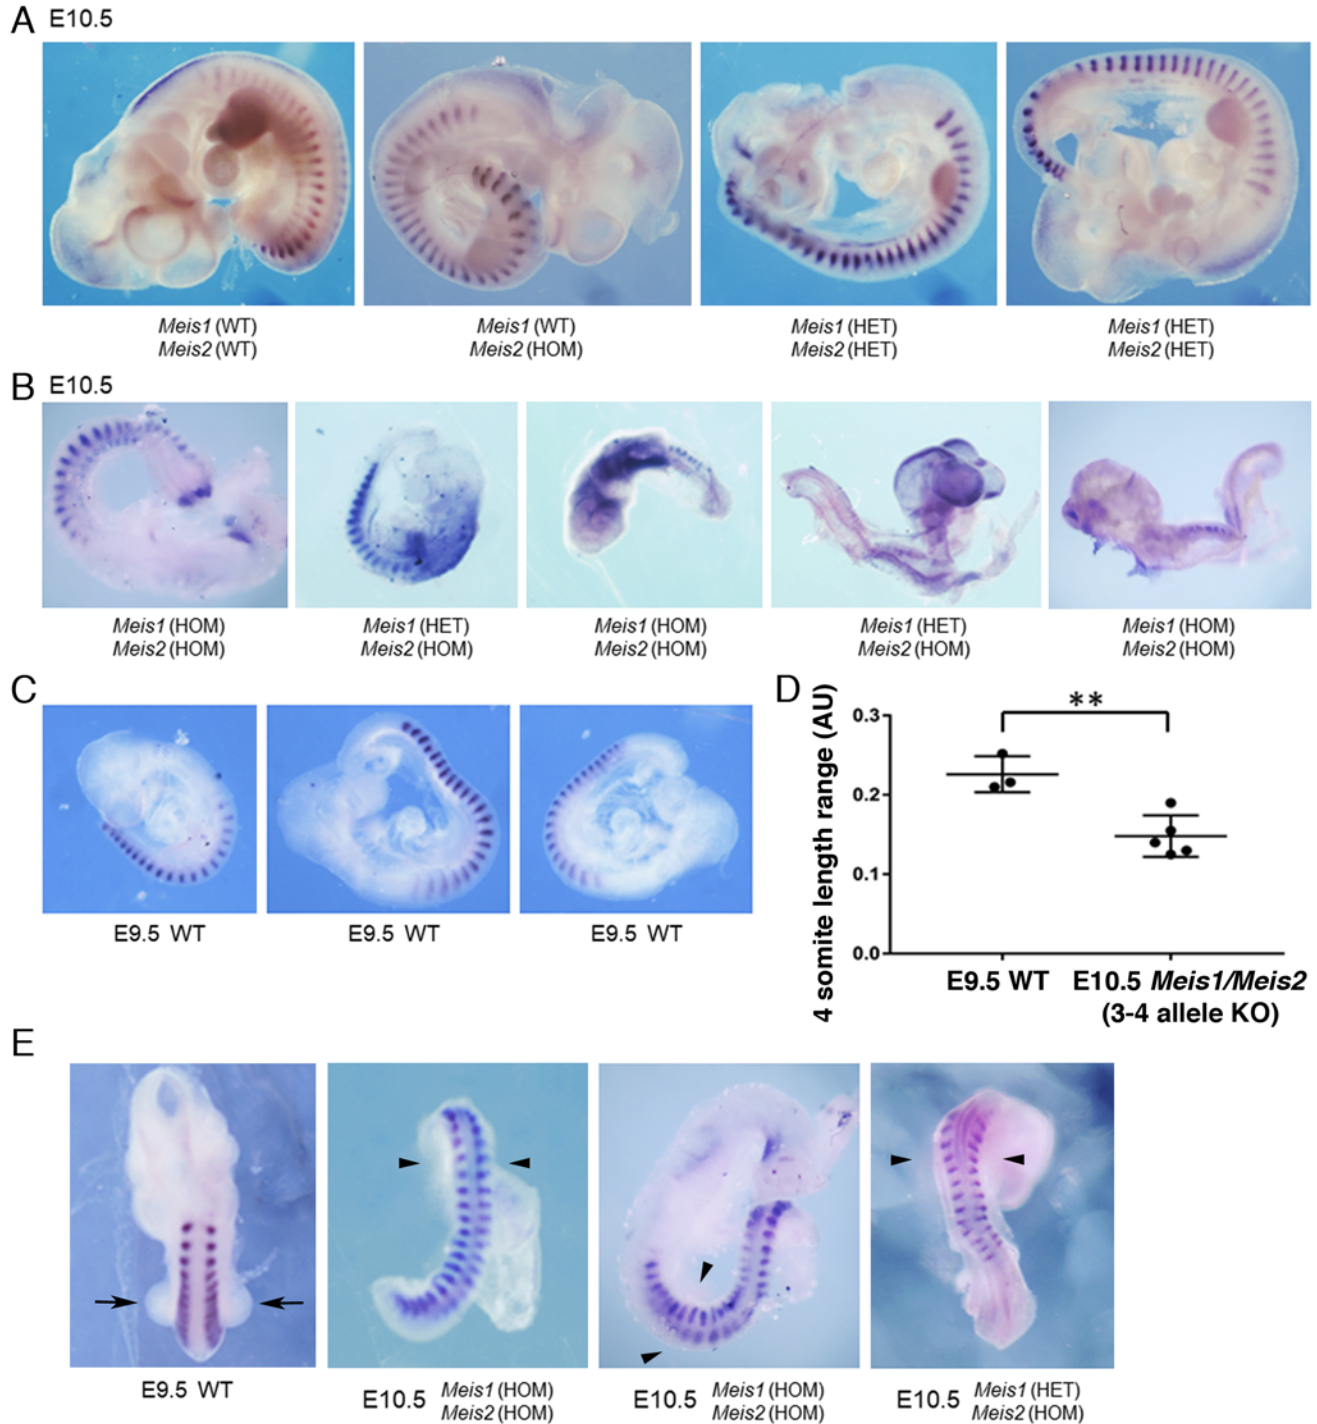 A E10.5
Meis1 (WT)
Meis2 (WT)
Meis1 (WT)
Meis2 (HOM)
Meis1 (HET)
Meis2 (HET)
Meis1 (HET)
Meis2 (HET)
B E10.5
Meis1 (HOM)
Meis2 (HOM)
Meis1 (HET)
Meis2 (HOM)
Meis1 (HOM)
Meis2 (HOM)
Meis1 (HET)
Meis2 (HOM)
Meis1 (HOM)
Meis2 (HOM)
C
E9.5 WT
E9.5 WT
E9.5 WT
D
4 somite length range (AU)
**
0.3
0.2
0.1
0.0
E9.5 WT
E10.5 Meis1/Meis2
(3-4 allele KO)
E
E9.5 WT
E10.5 Meis1 (HOM)
Meis2 (HOM)
E10.5 Meis1 (HOM)
Meis2 (HOM)
E10.5 Meis1 (HET)
Meis2 (HOM)